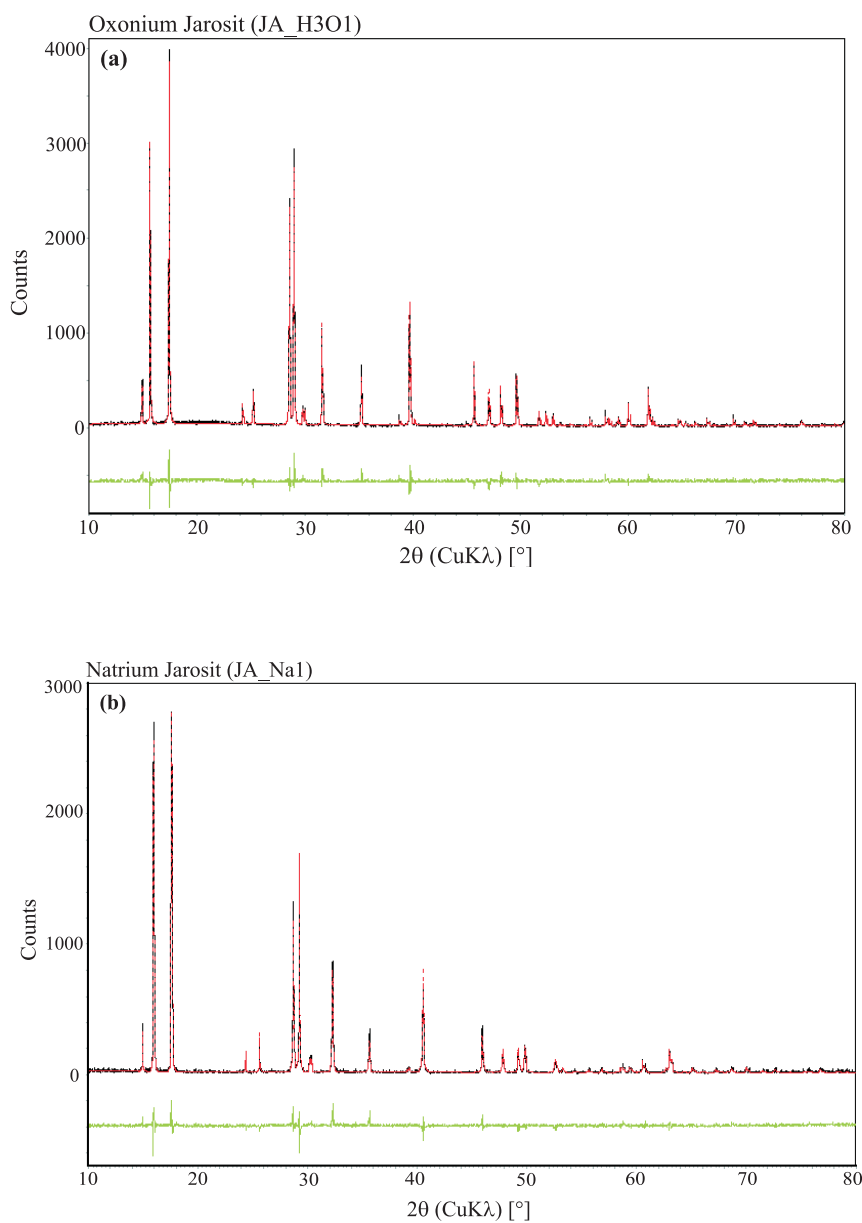 Oxonium Jarosit (JA_H3O1)
(a)
4000
3000
2000
1000
0
Counts
10 20 30 40 50 60 70 80
2θ (CuKλ) [°]
Natrium Jarosit (JA_Na1)
(b)
3000
2000
1000
0
Counts
10 20 30 40 50 60 70 80
2θ (CuKλ) [°]